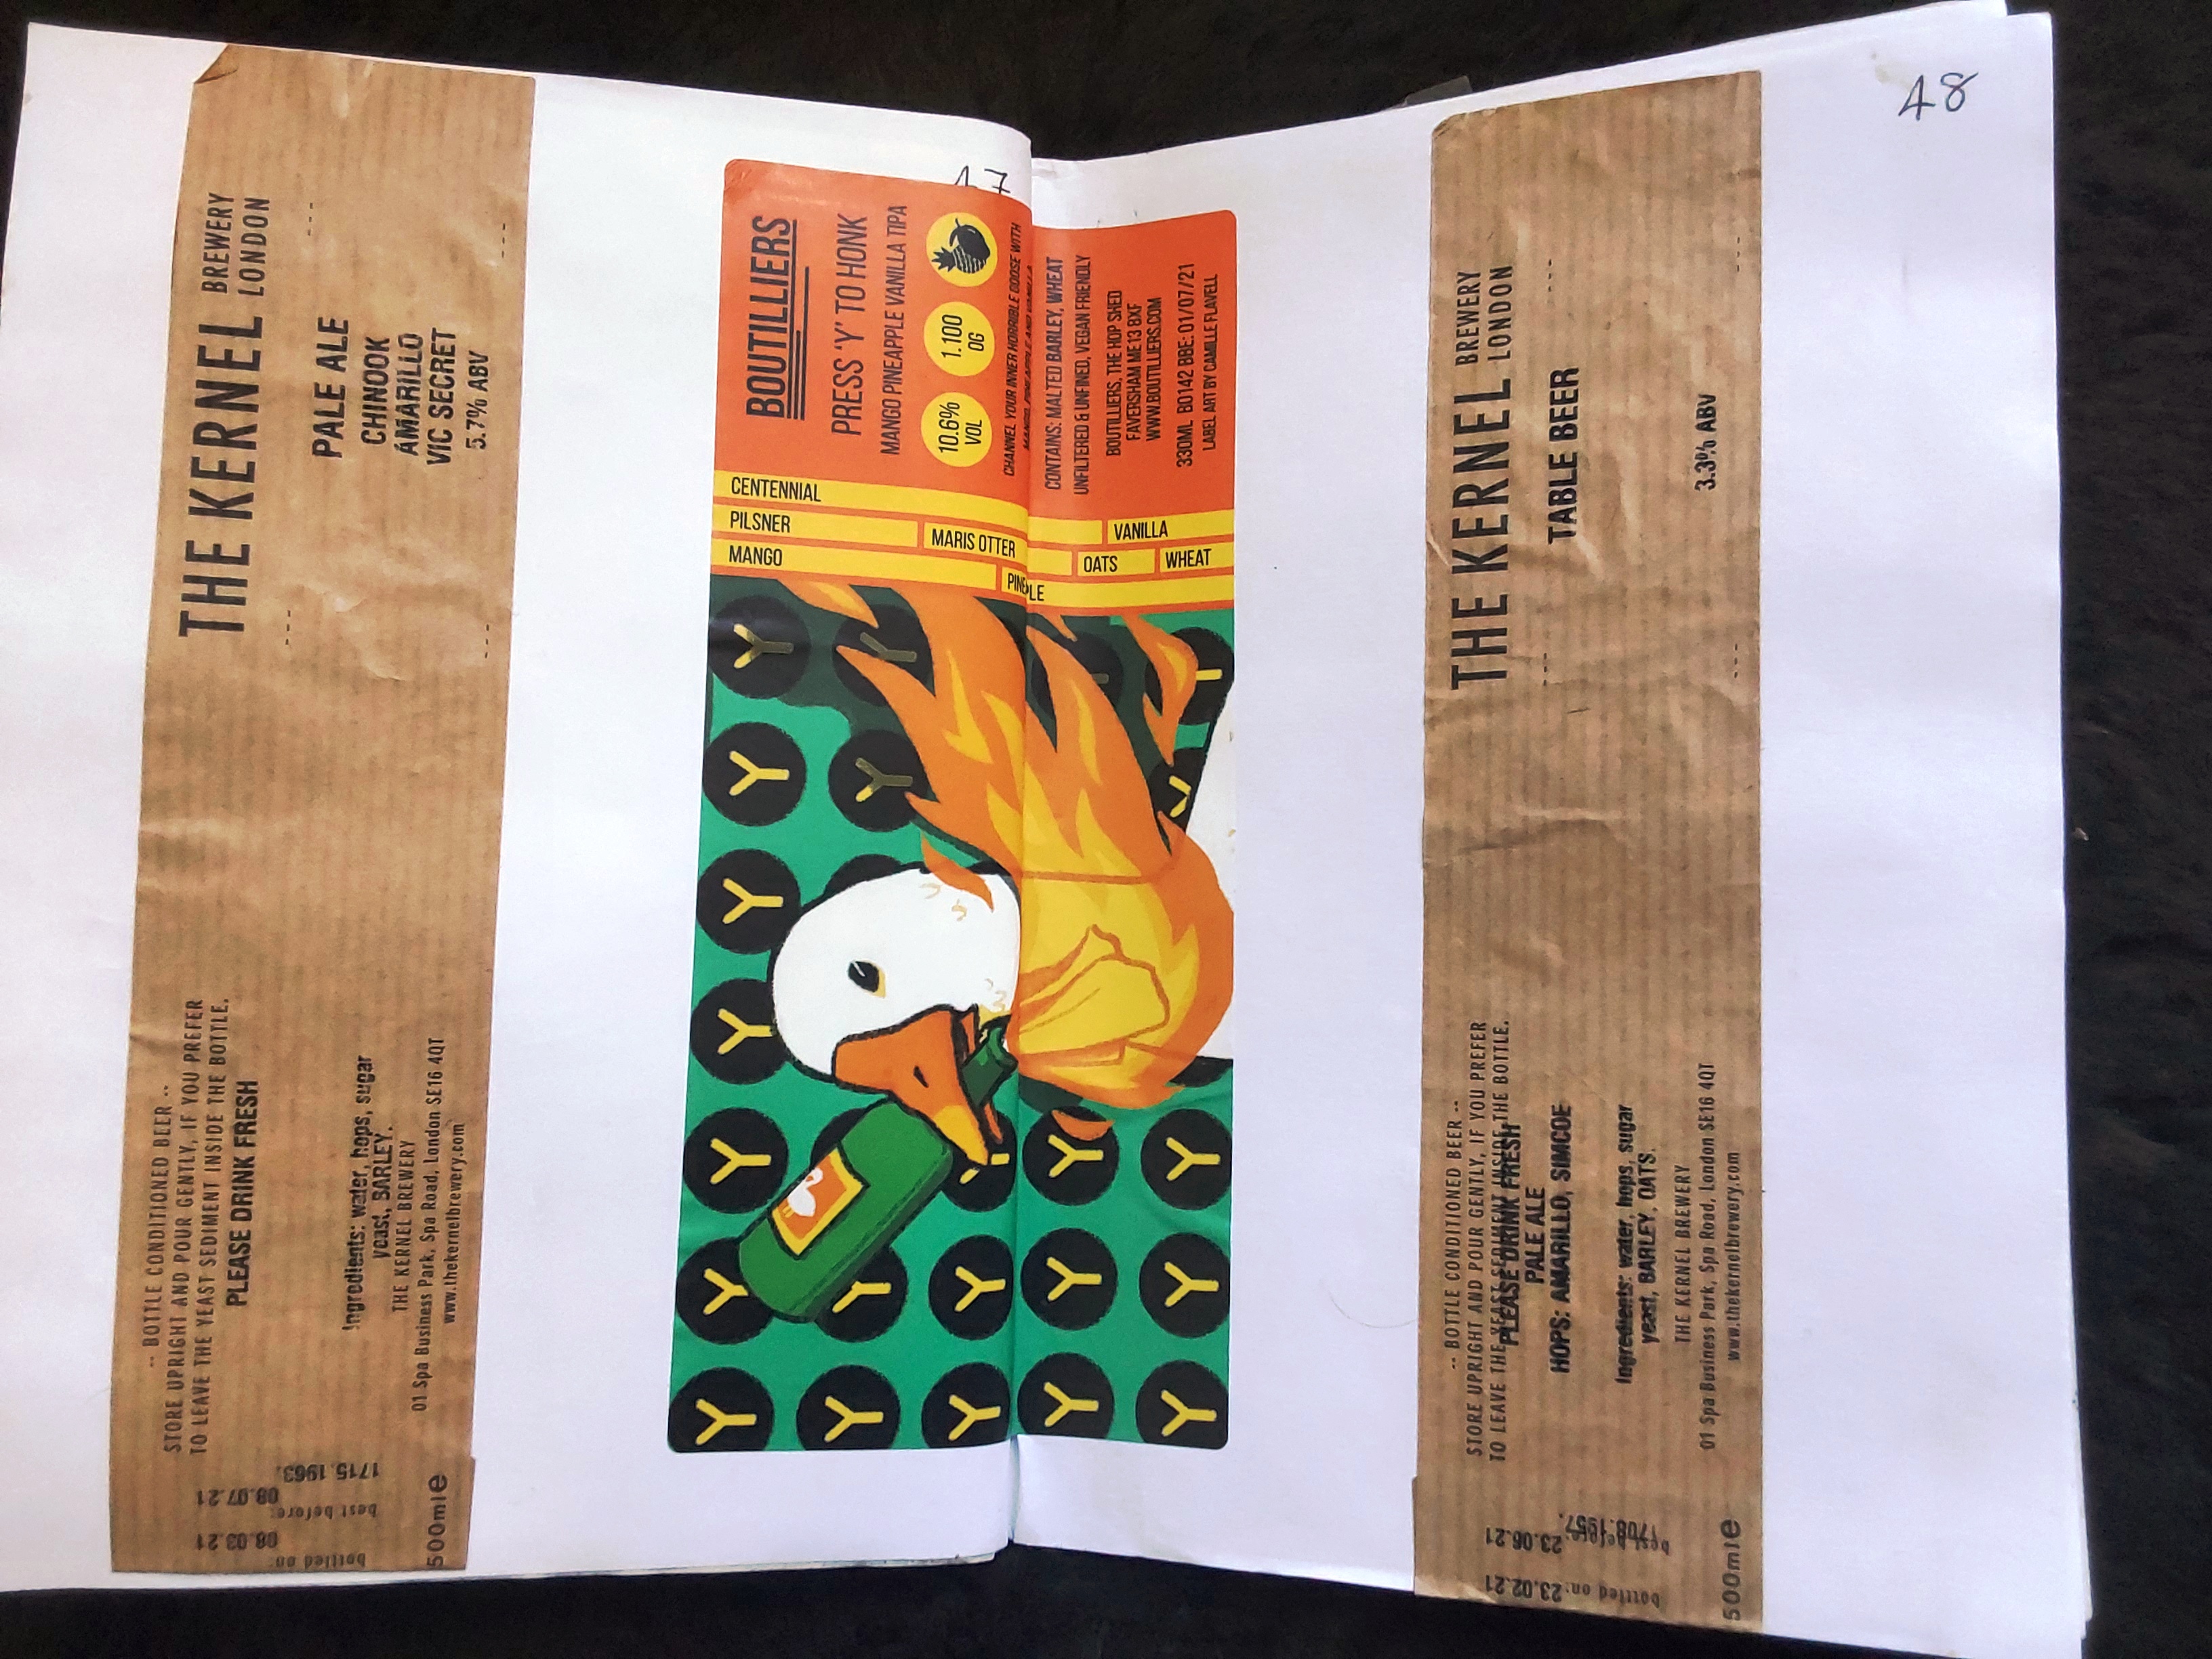 THE KERNEL BREWERY
LONDON
PALE ALE
CHINOOK
AMARILLO
VIC SECRET
5.7% ABV
-- BOTTLE CONDITIONED BEER --
STORE UPRIGHT AND POUR GENTLY, IF YOU PREFER
TO LEAVE THE YEAST SEDIMENT INSIDE THE BOTTLE.
PLEASE DRINK FRESH
Ingredients: water, hops, sugar
yeast, BARLEY.
THE KERNEL BREWERY
01 Spa Business Park, Spa Road, London SE16 4QT
www.thekernelbrewery.com
bottled on:
08.03.21
best before:
08.07.21
1715.1963.
500ml e
47
BOUTILLIERS
PRESS 'Y' TO HONK
MANGO PINEAPPLE VANILLA TIPA
10.6%
VOL
1.100
OG
CHANNEL YOUR INNER HORRIBLE GOOSE WITH
MANGO, PINEAPPLE AND VANILLA
CONTAINS: MALTED BARLEY, WHEAT
UNFILTERED & UNFINED, VEGAN FRIENDLY
BOUTILLIERS, THE HOP SHED
FAVERSHAM ME13 8XF
WWW.BOUTILLIERS.COM
330ML BO142 BBE: 01/07/21
LABEL ART BY CAMILLE FLAVELL
CENTENNIAL
PILSNER
MARIS OTTER
VANILLA
MANGO
OATS
WHEAT
Y Y
Y Y Y
Y
Y
Y Y
Y Y Y Y
Y Y Y Y Y
48
THE KERNEL BREWERY
LONDON
TABLE BEER
3.3% ABV
-- BOTTLE CONDITIONED BEER --
STORE UPRIGHT AND POUR GENTLY, IF YOU PREFER
TO LEAVE THE YEAST SEDIMENT INSIDE THE BOTTLE.
PLEASE DRINK FRESH
PALE ALE
HOPS: AMARILLO, SIMCOE
Ingredients: water, hops, sugar
yeast, BARLEY, OATS.
THE KERNEL BREWERY
01 Spa Business Park, Spa Road, London SE16 4QT
www.thekernelbrewery.com
bottled on: 23.02.21
best before: 23.06.21
1708.1957.
500ml e